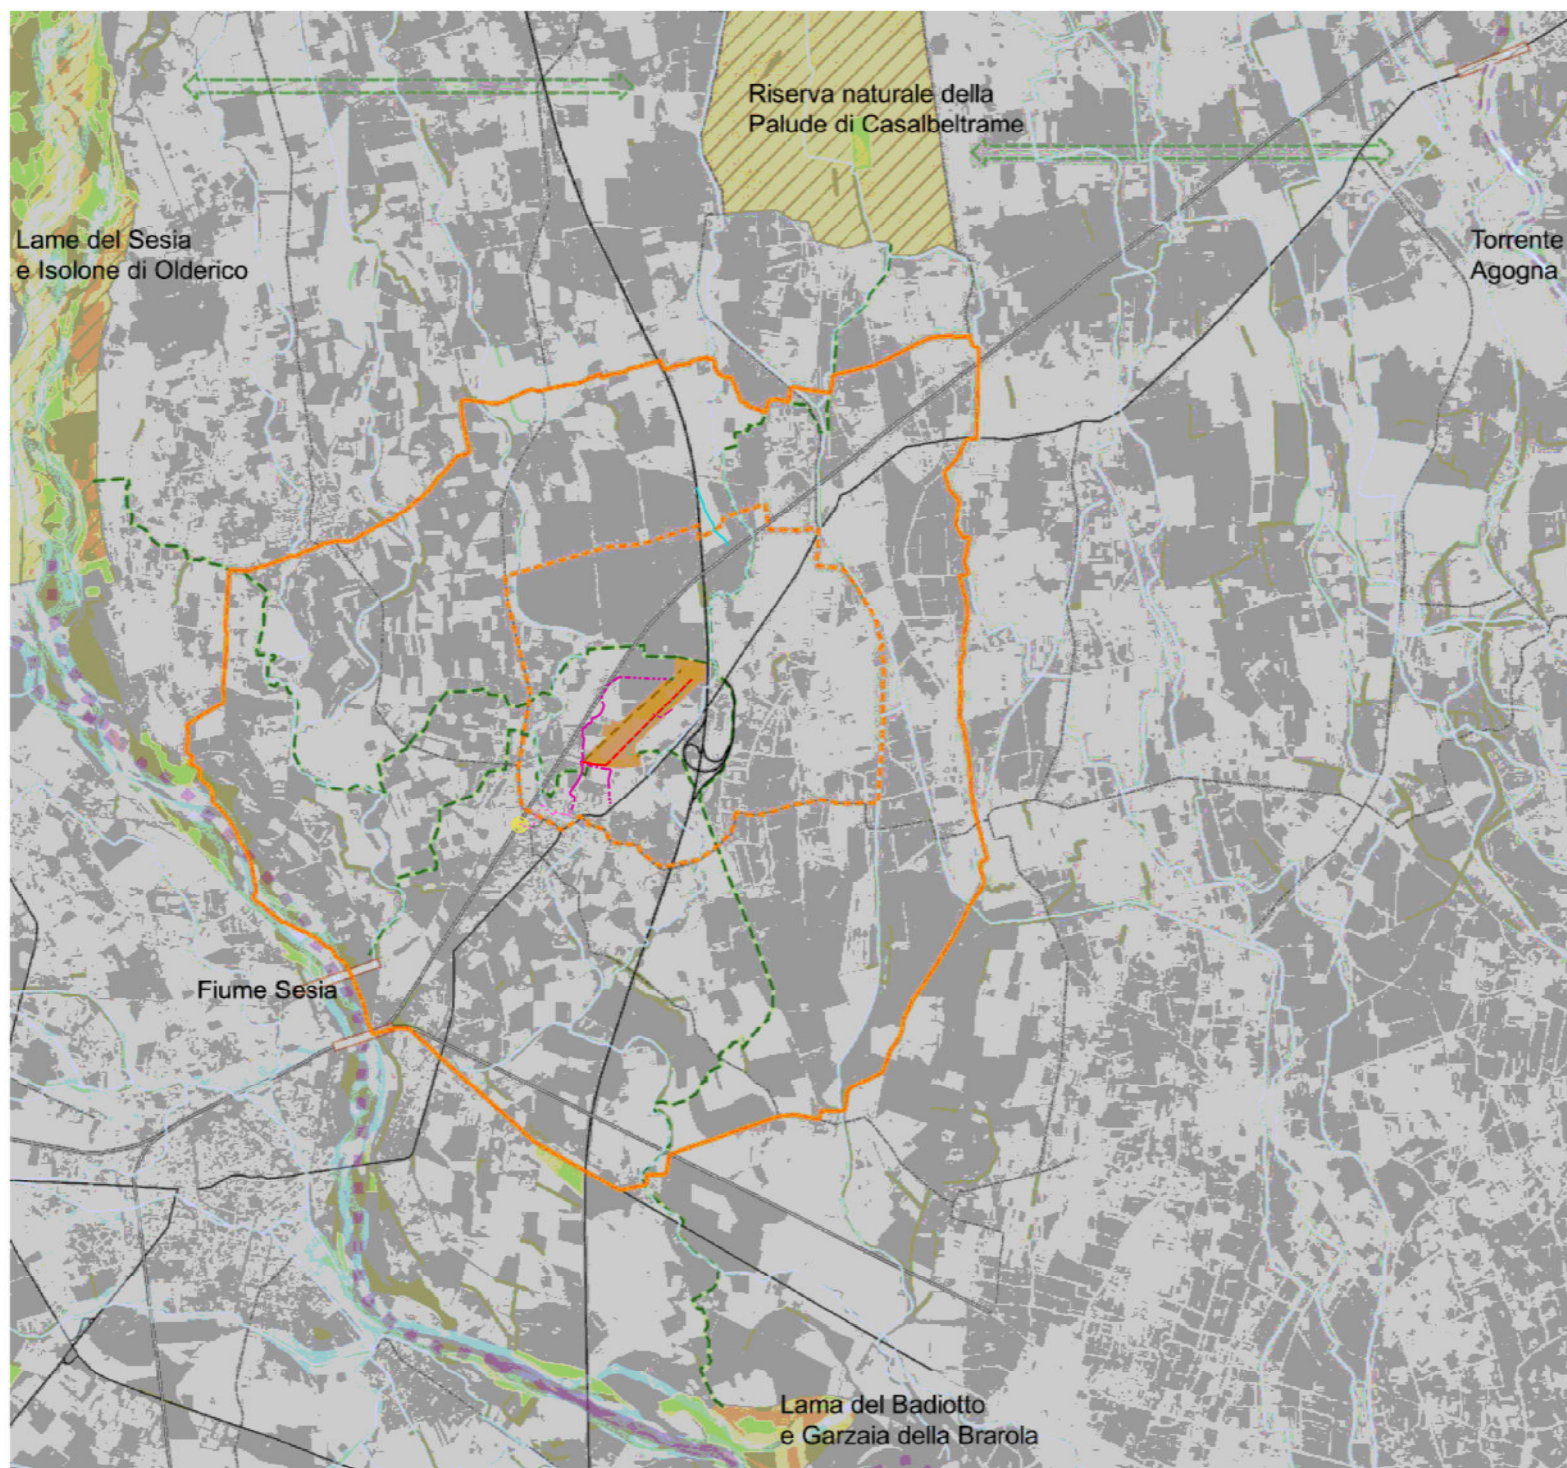 Riserva naturale della
Palude di Casalbeltrame
Lame del Sesia
e Isolone di Olderico
Torrente
Agogna
Fiume Sesia
Lama del Badiotto
e Garzaia della Brarola